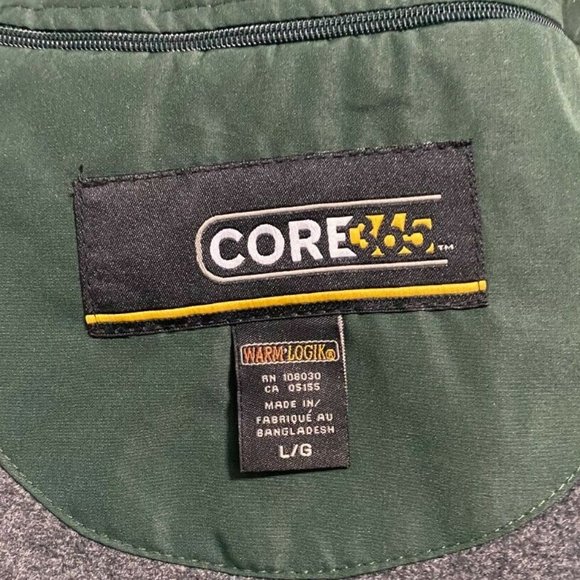 CORE365™
WARM•LOGIK®
RN 108030
CA 05155
MADE IN/
FABRIQUÉ AU
BANGLADESH
L/G